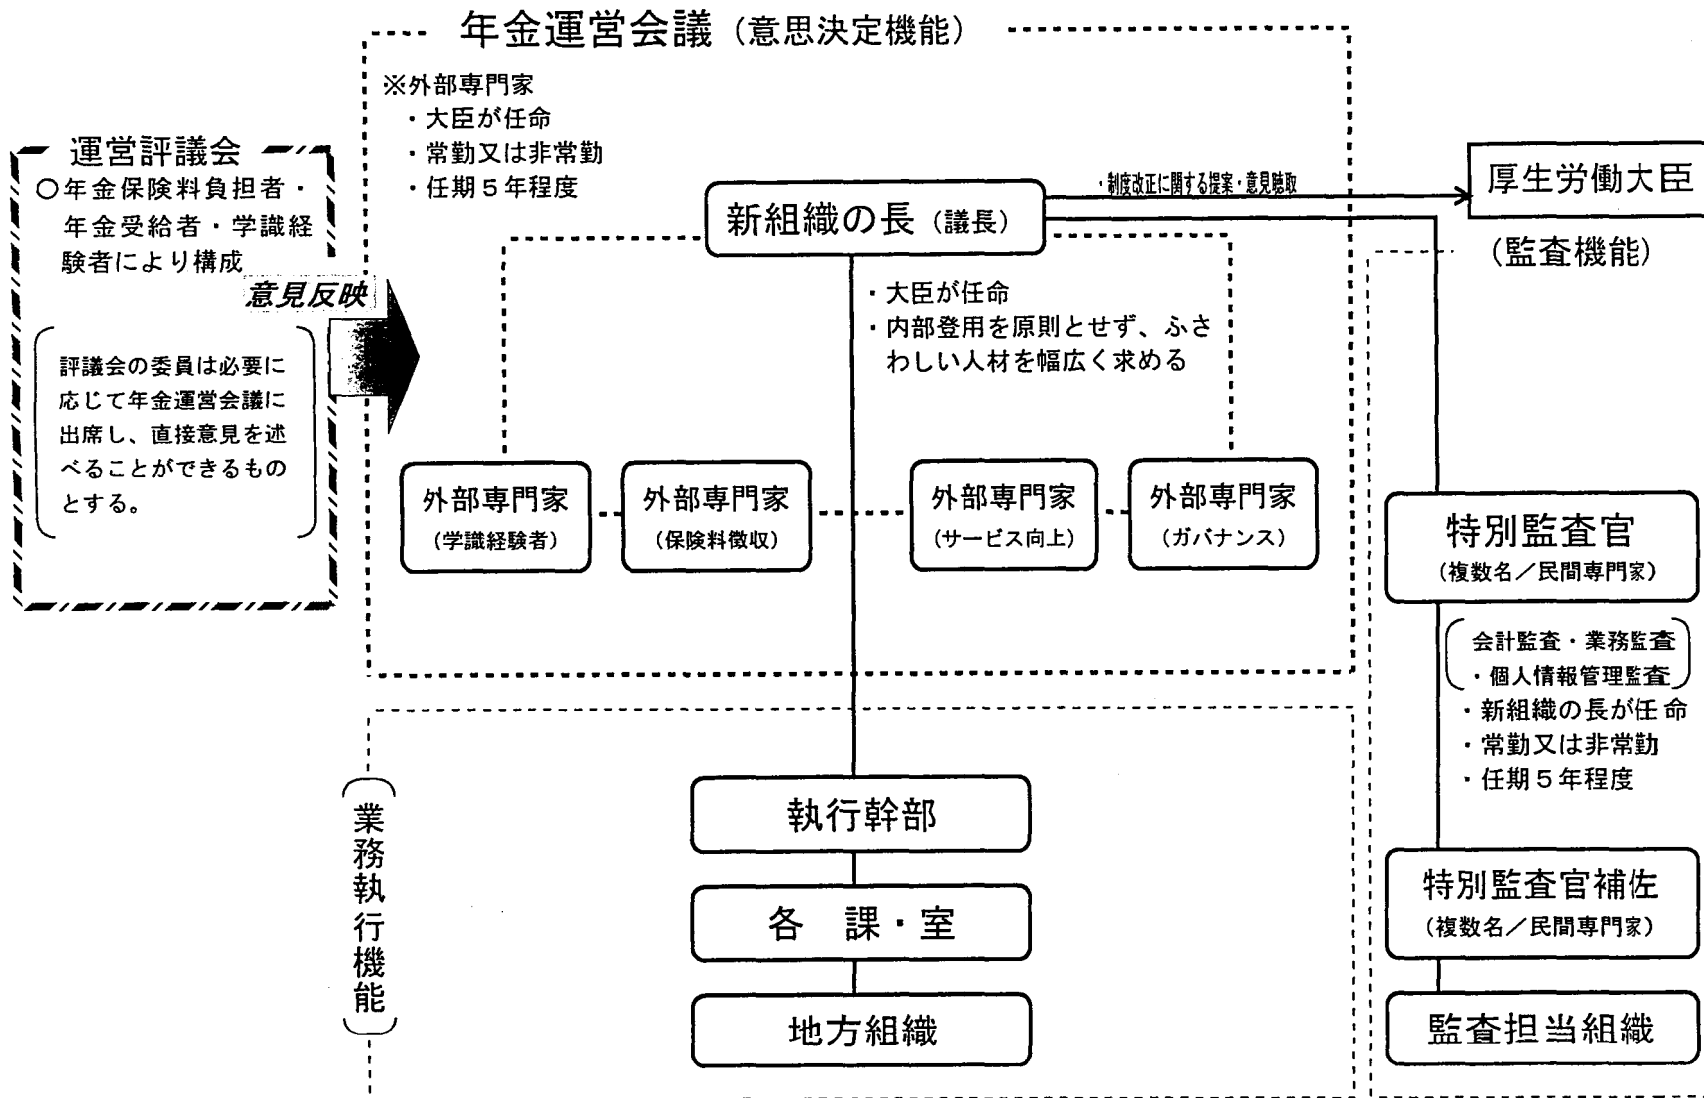 年金運営会議（意思決定機能）
※外部専門家
・大臣が任命
・常勤又は非常勤
・任期５年程度
運営評議会
○年金保険料負担者・
年金受給者・学識経
験者により構成
意見反映
評議会の委員は必要に
応じて年金運営会議に
出席し、直接意見を述
べることができるもの
とする。
新組織の長（議長）
・制度改正に関する提案・意見聴取
厚生労働大臣
（監査機能）
・大臣が任命
・内部登用を原則とせず、ふさ
わしい人材を幅広く求める
外部専門家
（学識経験者）
外部専門家
（保険料徴収）
外部専門家
（サービス向上）
外部専門家
（ガバナンス）
特別監査官
（複数名／民間専門家）
会計監査・業務監査
・個人情報管理監査
・新組織の長が任命
・常勤又は非常勤
・任期５年程度
業務執行機能
執行幹部
各　課・室
地方組織
特別監査官補佐
（複数名／民間専門家）
監査担当組織